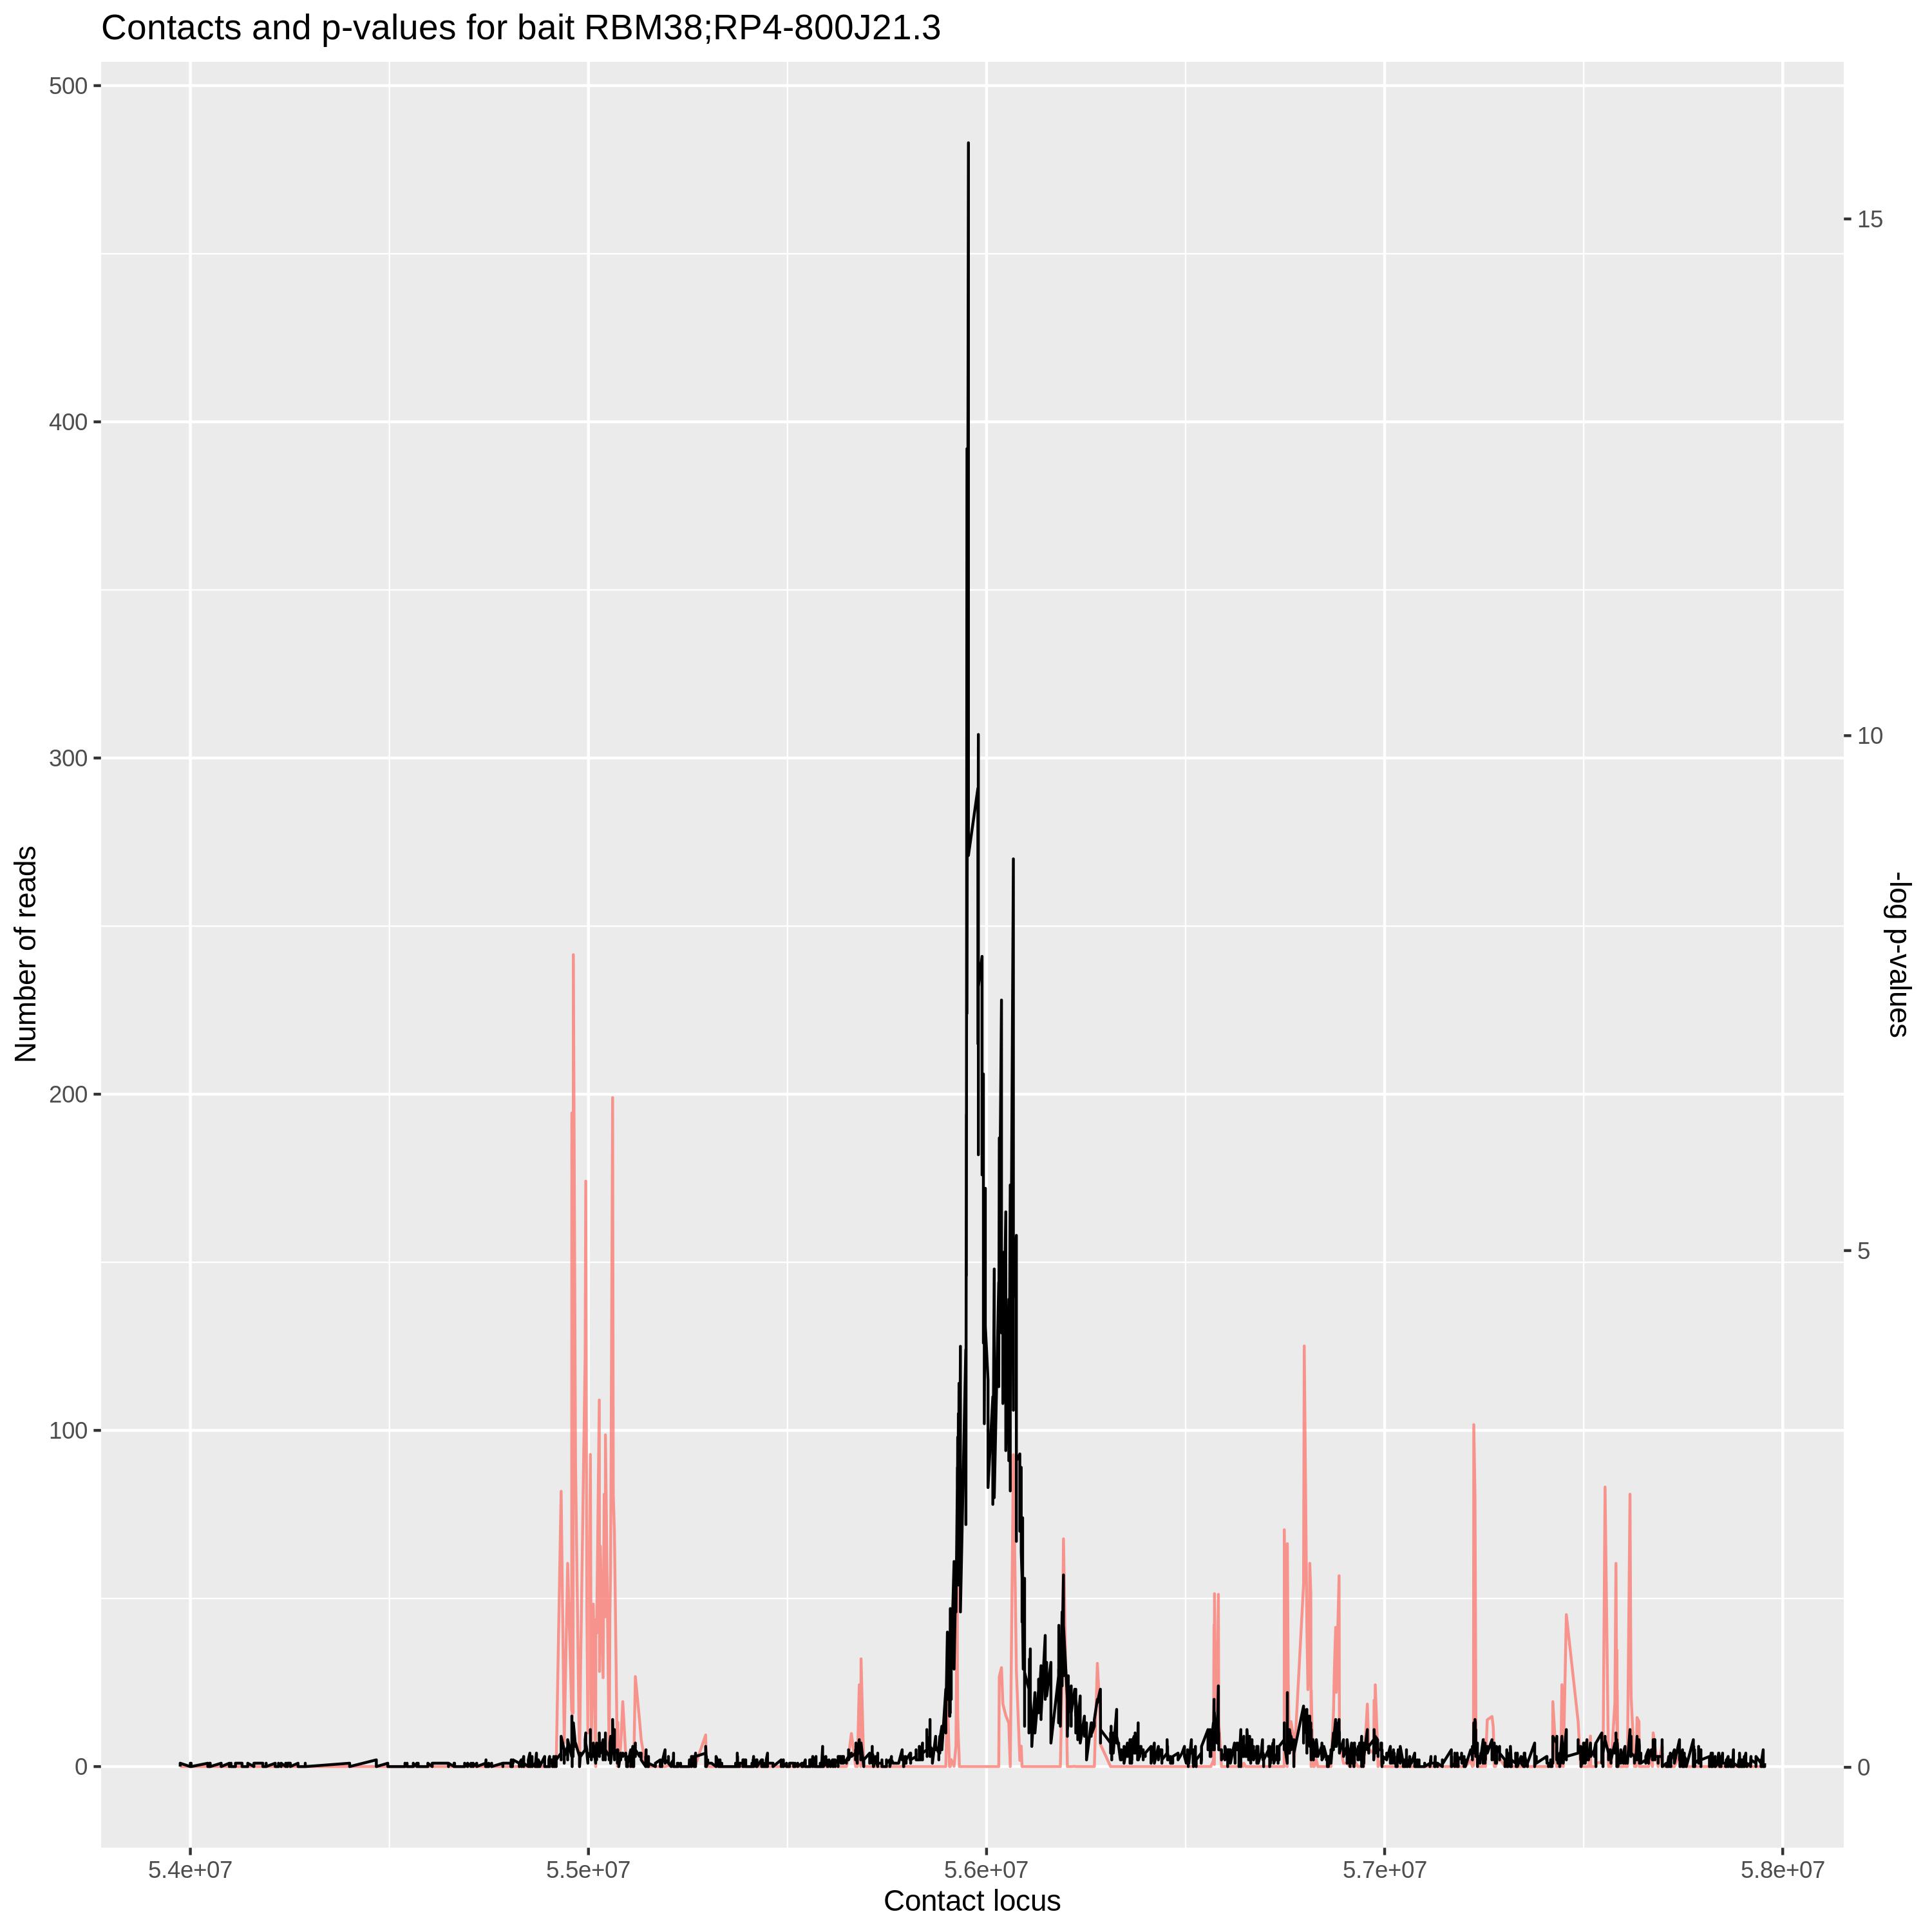 Contacts and p-values for bait RBM38;RP4-800J21.3
500
400
300
200
100
0
Number of reads
15
10
5
0
-log p-values
5.4e+07
5.5e+07
5.6e+07
5.7e+07
5.8e+07
Contact locus